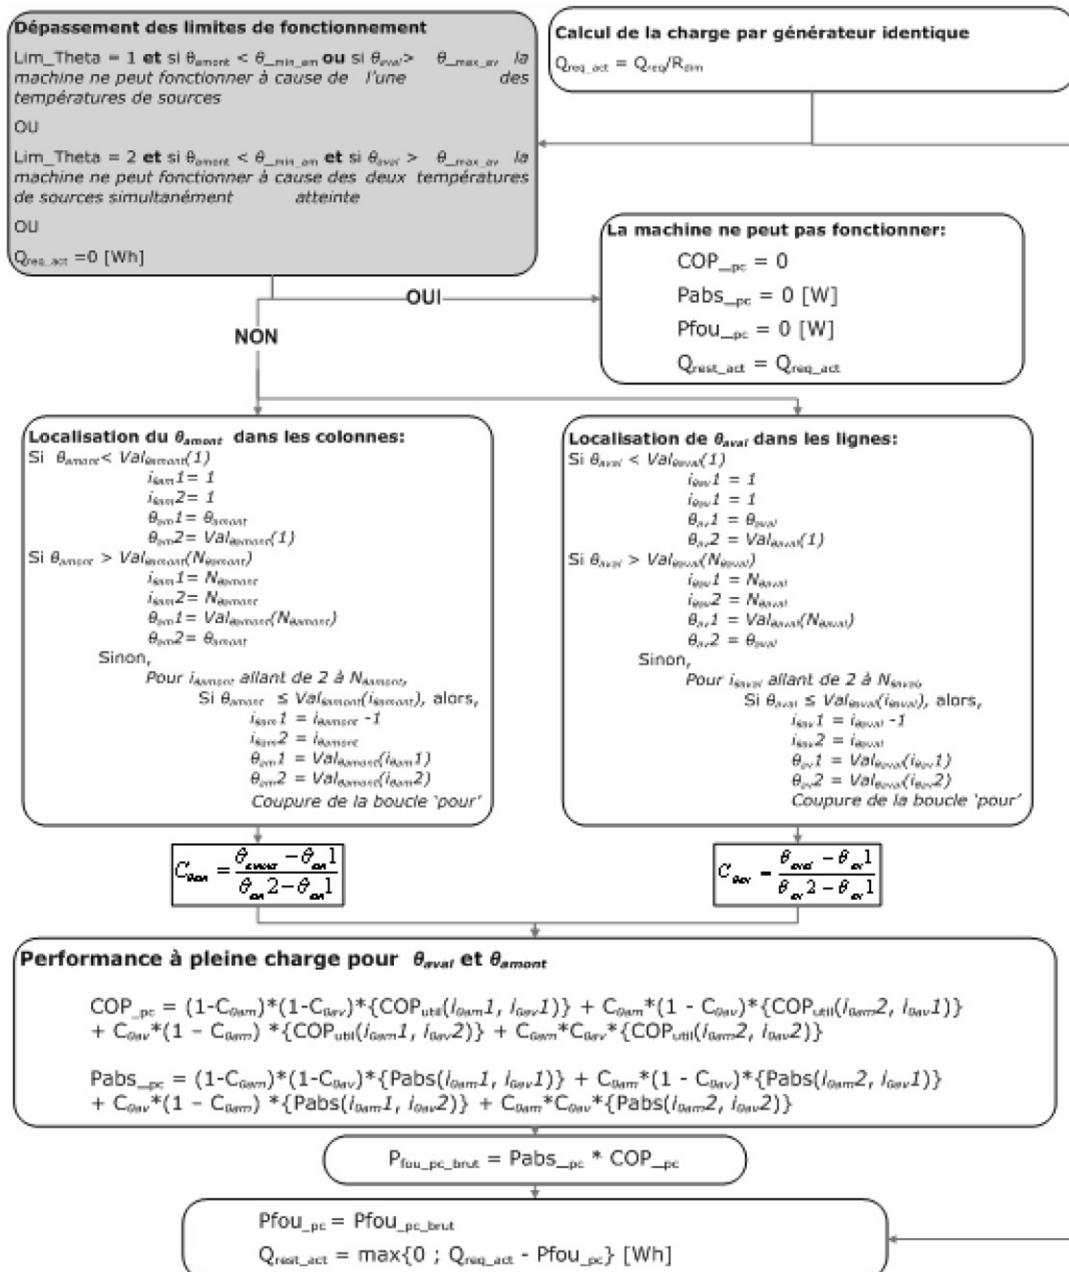 Dépassement des limites de fonctionnement
Lim_Theta = 1 et si θamont < θ_min_am ou si θaval> θ_max_av la
machine ne peut fonctionner à cause de l'une des
températures de sources
OU
Lim_Theta = 2 et si θamont < θ_min_am et si θaval > θ_max_av la
machine ne peut fonctionner à cause des deux températures
de sources simultanément atteinte
OU
Qreq_act =0 [Wh]
Calcul de la charge par générateur identique
Qreq_act = Qreq/Rdim
OUI
NON
La machine ne peut pas fonctionner:
COP_pc = 0
Pabs_pc = 0 [W]
Pfou_pc = 0 [W]
Qrest_act = Qreq_act
Localisation du θamont dans les colonnes:
Si θamont< Valθamont(1)
iθam1= 1
iθam2= 1
θam1= θamont
θam2= Valθamont(1)
Si θamont > Valθamont(Nθamont)
iθam1= Nθamont
iθam2= Nθamont
θam1= Valθamont(Nθamont)
θam2= θamont
Sinon,
Pour iθamont allant de 2 à Nθamont,
Si θamont ≤ Valθamont(iθamont), alors,
iθam1 = iθamont -1
iθam2 = iθamont
θam1 = Valθamont(iθam1)
θam2 = Valθamont(iθam2)
Coupure de la boucle 'pour'
Localisation de θaval dans les lignes:
Si θaval < Valθaval(1)
iθav1 = 1
iθav1 = 1
θav1 = θaval
θav2 = Valθaval(1)
Si θaval > Valθaval(Nθaval)
iθav1 = Nθaval
iθav2 = Nθaval
θav1 = Valθaval(Nθaval)
θav2 = θaval
Sinon,
Pour iθaval allant de 2 à Nθaval,
Si θaval ≤ Valθaval(iθaval), alors,
iθav1 = iθaval -1
iθav2 = iθaval
θav1 = Valθaval(iθav1)
θav2 = Valθaval(iθav2)
Coupure de la boucle 'pour'
Cθam = (θamont − θam1)/(θam2 − θam1)
Cθav = (θaval − θav1)/(θav2 − θav1)
Performance à pleine charge pour θaval et θamont
COP_pc = (1-Cθam)*(1-Cθav)*{COPutil(iθam1, iθav1)} + Cθam*(1 - Cθav)*{COPutil(iθam2, iθav1)}
+ Cθav*(1 – Cθam) *{COPutil(iθam1, iθav2)} + Cθam*Cθav*{COPutil(iθam2, iθav2)}
Pabs_pc = (1-Cθam)*(1-Cθav)*{Pabs(iθam1, iθav1)} + Cθam*(1 - Cθav)*{Pabs(iθam2, iθav1)}
+ Cθav*(1 – Cθam) *{Pabs(iθam1, iθav2)} + Cθam*Cθav*{Pabs(iθam2, iθav2)}
Pfou_pc_brut = Pabs_pc * COP_pc
Pfou_pc = Pfou_pc_brut
Qrest_act = max{0 ; Qreq_act - Pfou_pc} [Wh]